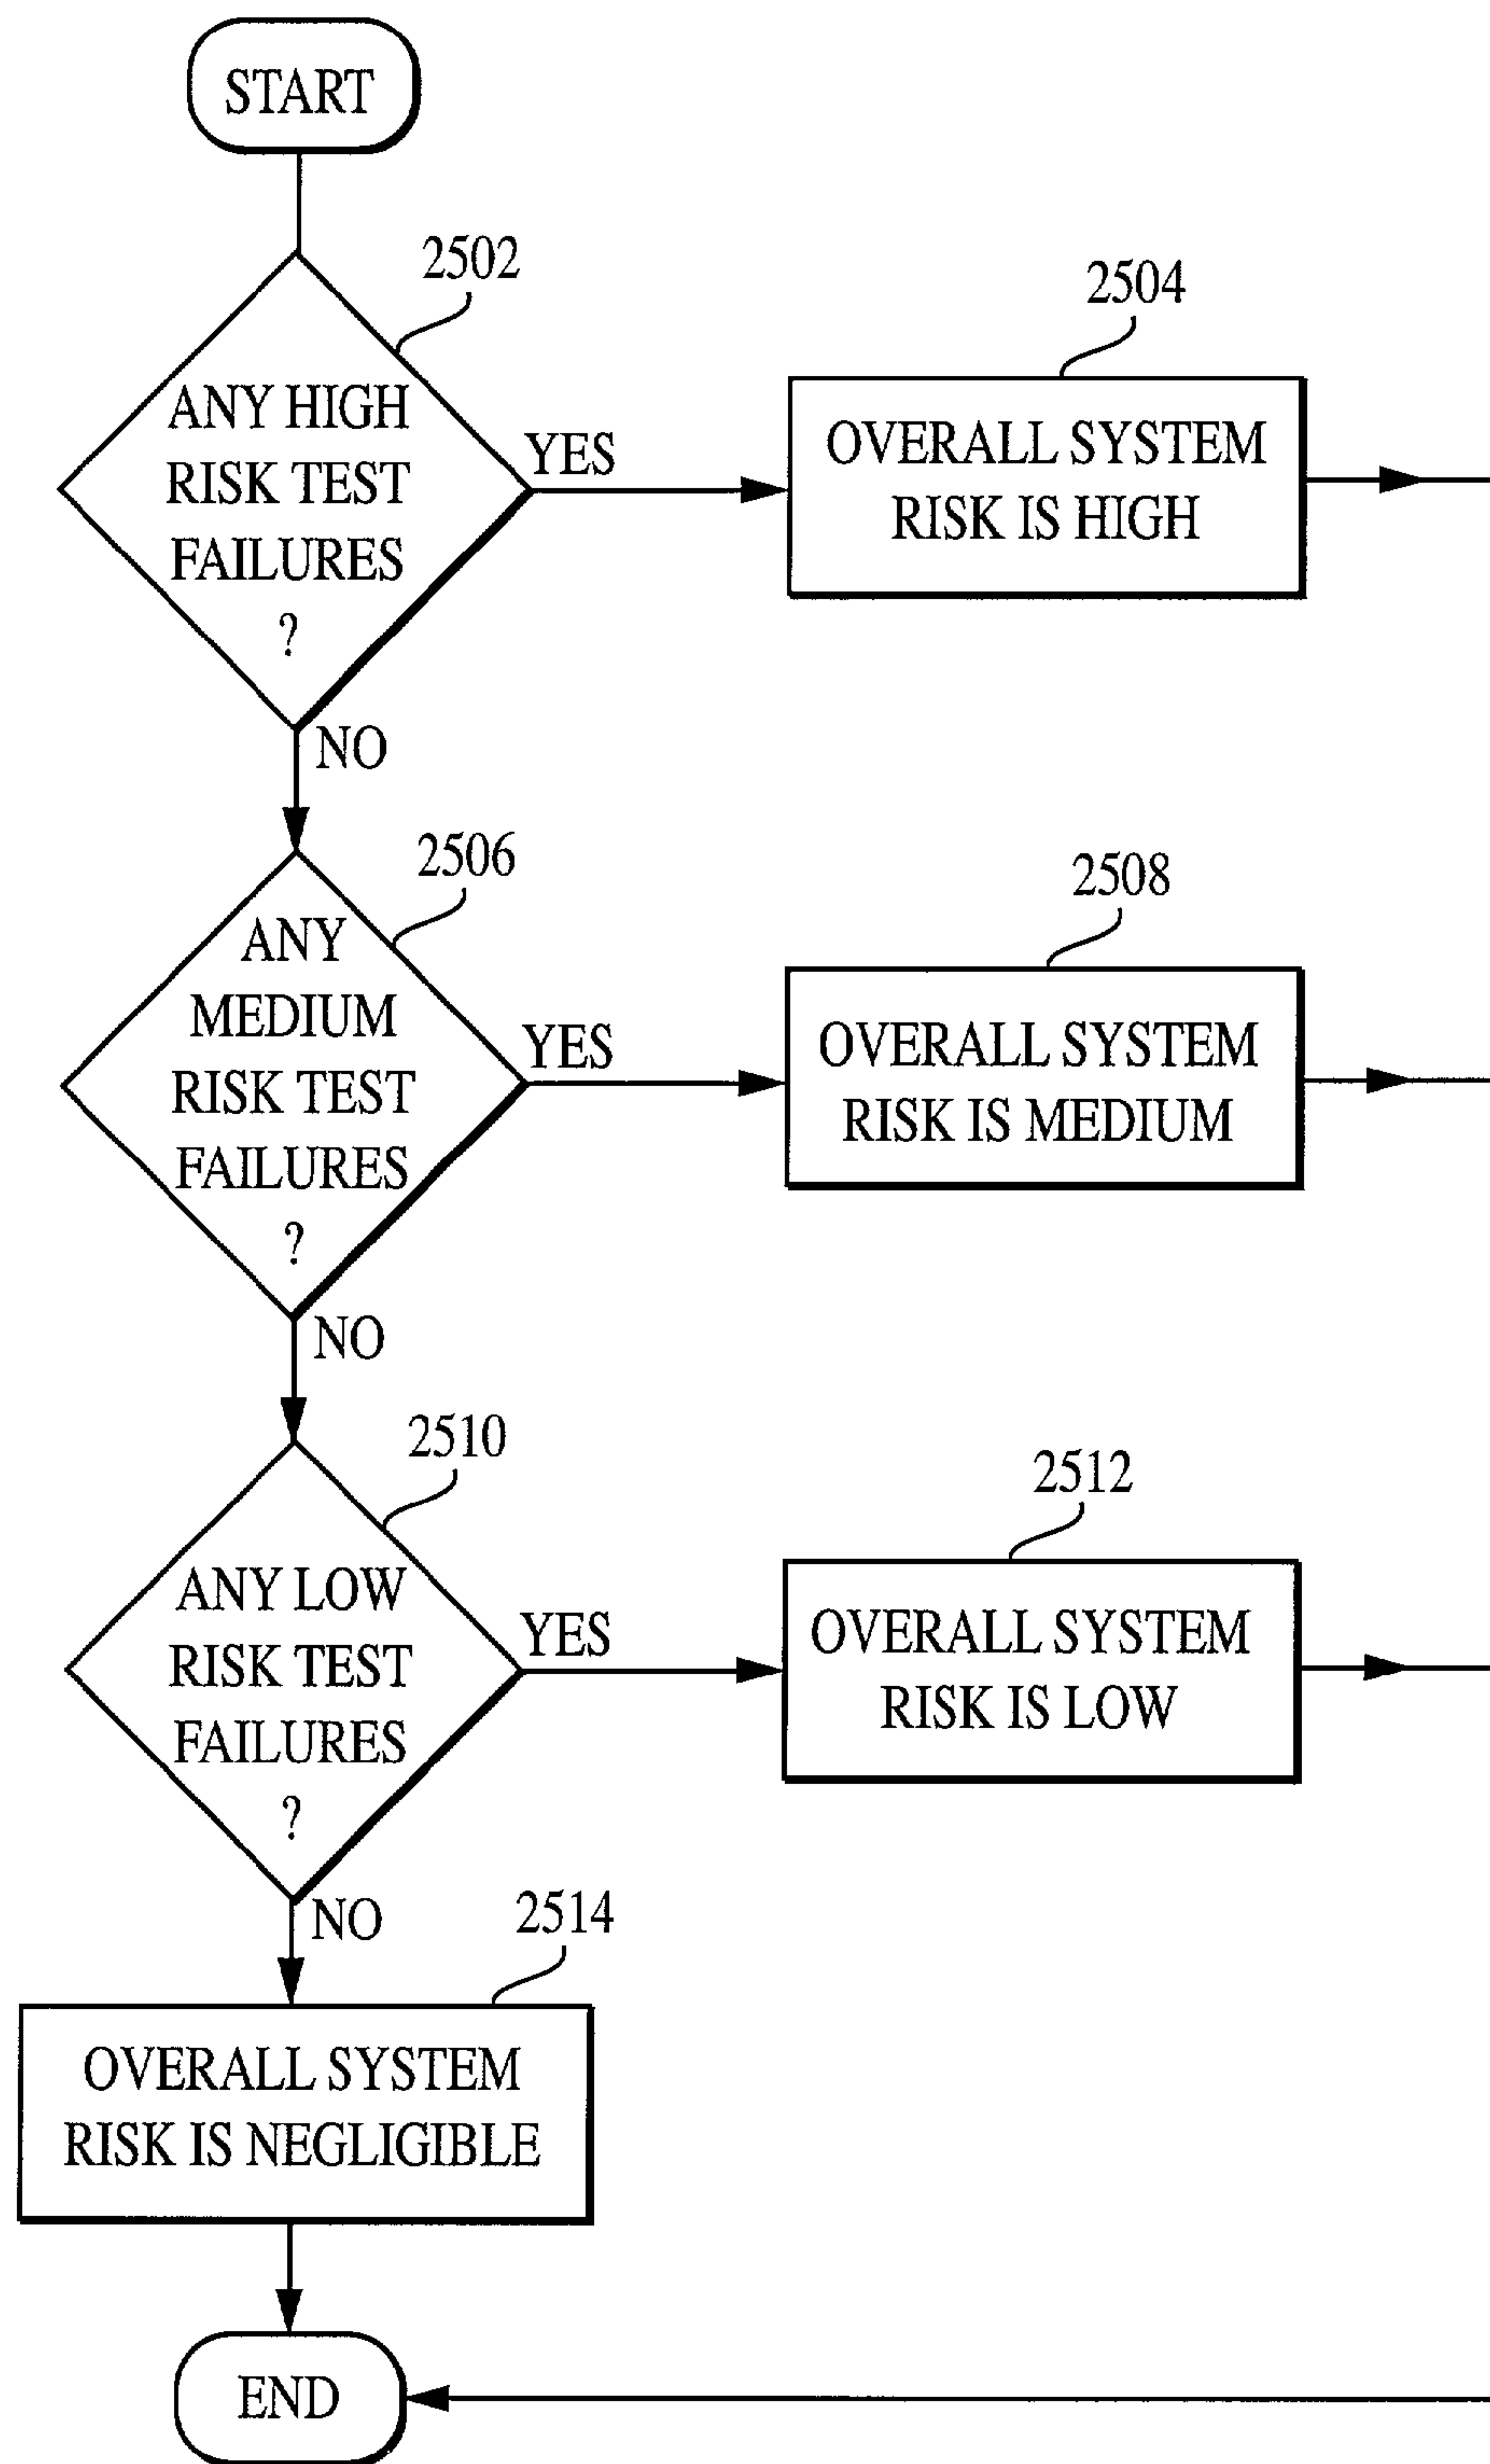 START
2502
ANY HIGH
RISK TEST
FAILURES
?
YES
2504
OVERALL SYSTEM
RISK IS HIGH
NO
2506
ANY
MEDIUM
RISK TEST
FAILURES
?
YES
2508
OVERALL SYSTEM
RISK IS MEDIUM
NO
2510
ANY LOW
RISK TEST
FAILURES
?
YES
2512
OVERALL SYSTEM
RISK IS LOW
NO
2514
OVERALL SYSTEM
RISK IS NEGLIGIBLE
END